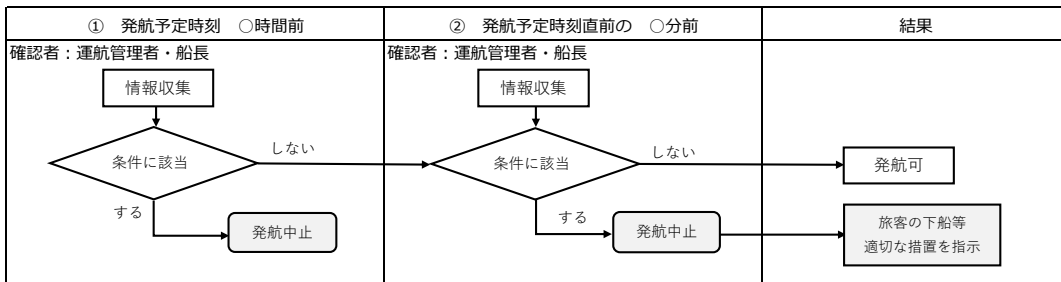 ① 発航予定時刻 ○時間前
② 発航予定時刻直前の ○分前
結果
確認者：運航管理者・船長
情報収集
条件に該当
しない
する
発航中止
確認者：運航管理者・船長
情報収集
条件に該当
しない
する
発航中止
発航可
旅客の下船等
適切な措置を指示